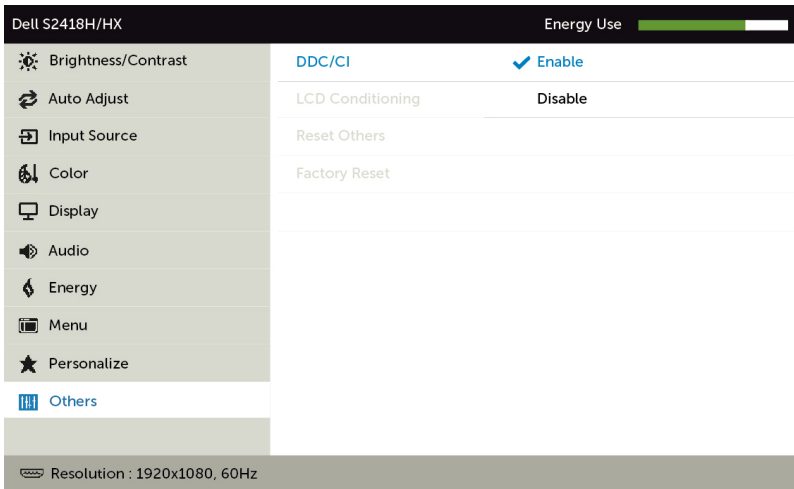 Dell S2418H/HX Energy Use
Brightness/Contrast DDC/CI Enable
Auto Adjust LCD Conditioning Disable
Input Source Reset Others
Color Factory Reset
Display
Audio
Energy
Menu
Personalize
Others
Resolution : 1920x1080, 60Hz